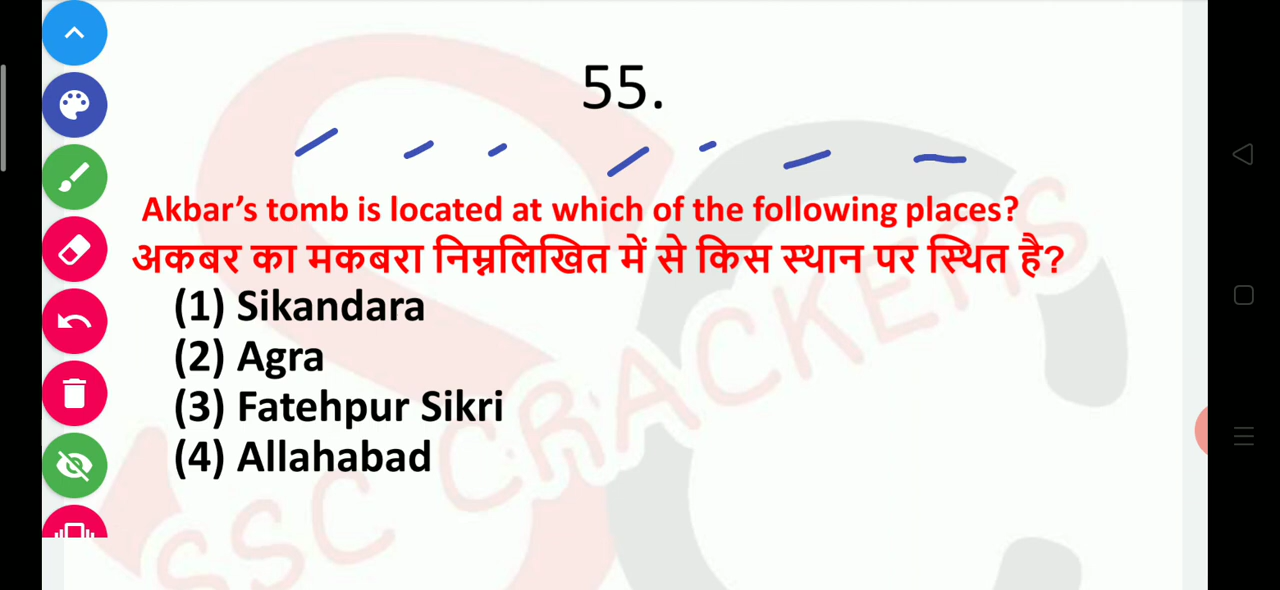 55.
Akbar's tomb is located at which of the following places?
अकबर का मकबरा निम्नलिखित में से किस स्थान पर स्थित है?
(1) Sikandara
(2) Agra
(3) Fatehpur Sikri
(4) Allahabad
SSC CRACKERS